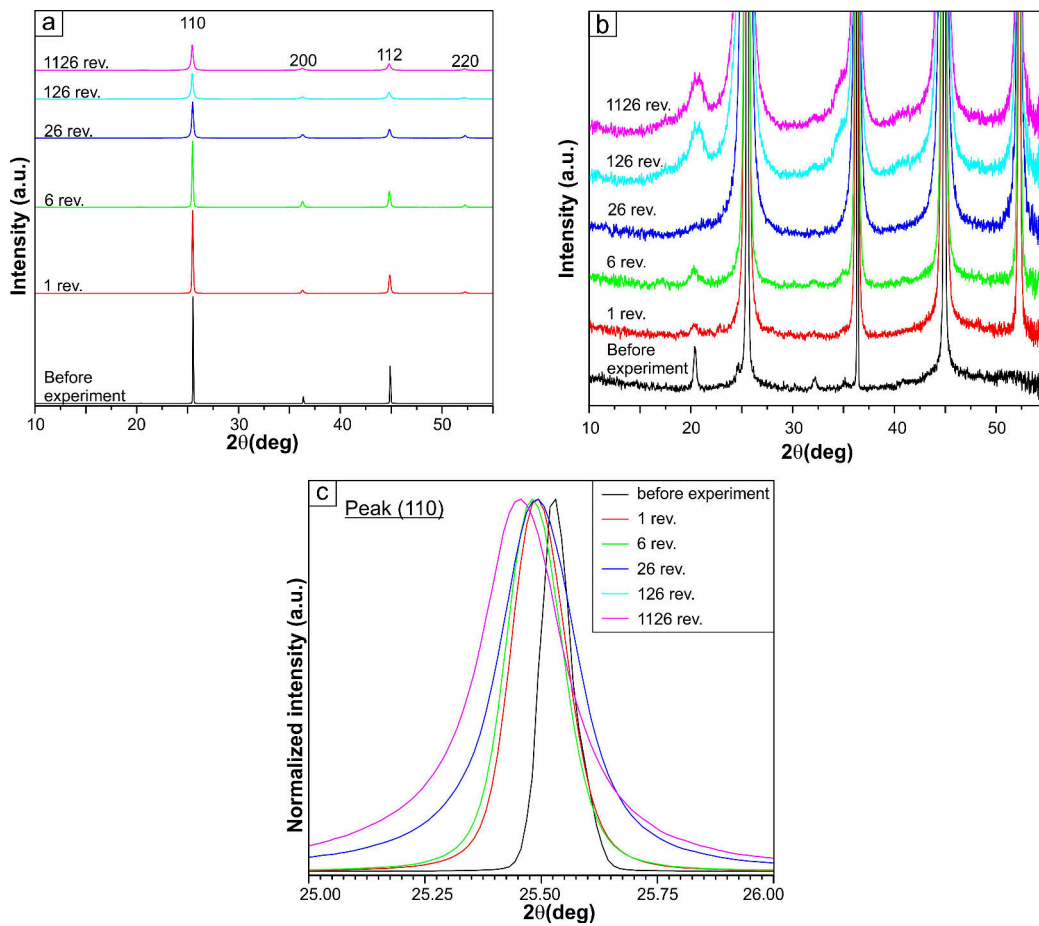 a
110
200
112
220
1126 rev.
126 rev.
26 rev.
6 rev.
1 rev.
Before
experiment
Intensity (a.u.)
10 20 30 40 50
2θ(deg)
b
1126 rev.
126 rev.
26 rev.
6 rev.
1 rev.
Before
experiment
Intensity (a.u.)
10 20 30 40 50
2θ(deg)
c
Peak (110)
before experiment
1 rev.
6 rev.
26 rev.
126 rev.
1126 rev.
Normalized intensity (a.u.)
25.00 25.25 25.50 25.75 26.00
2θ(deg)